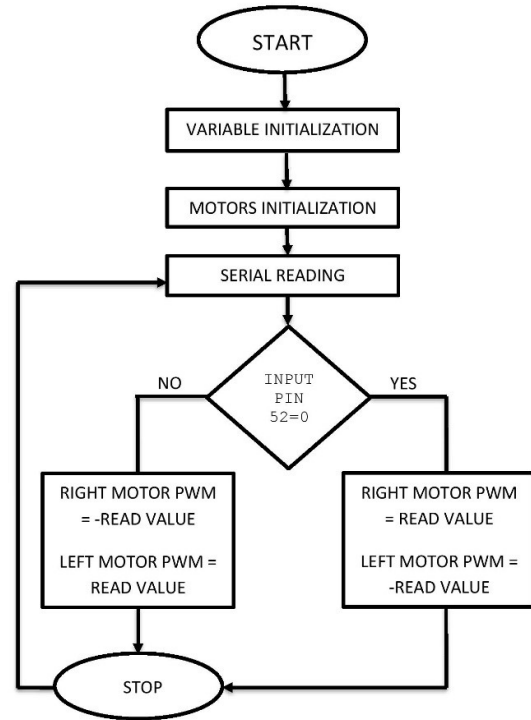 START
VARIABLE INITIALIZATION
MOTORS INITIALIZATION
SERIAL READING
INPUT
PIN
52=0
NO
YES
RIGHT MOTOR PWM
= -READ VALUE
LEFT MOTOR PWM =
READ VALUE
RIGHT MOTOR PWM
= READ VALUE
LEFT MOTOR PWM =
-READ VALUE
STOP